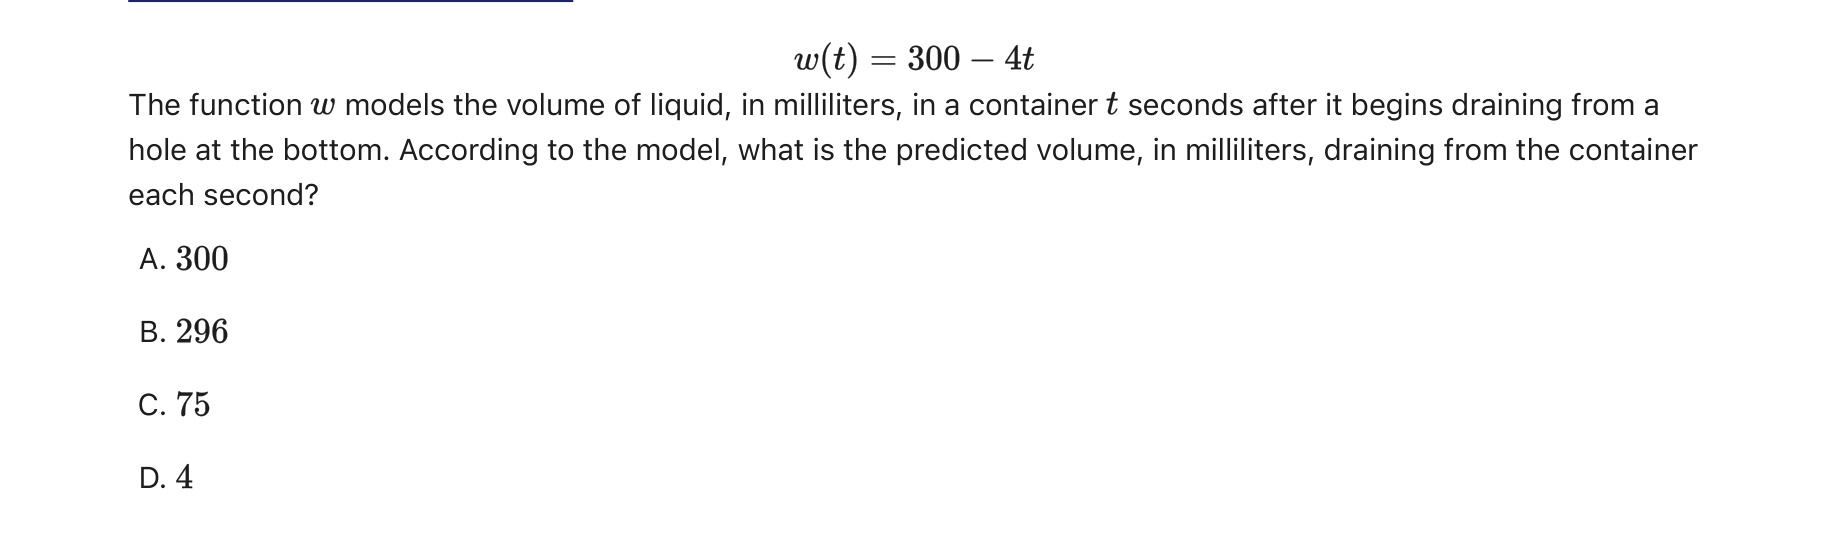 w(t) = 300 − 4t
The function w models the volume of liquid, in milliliters, in a container t seconds after it begins draining from a
hole at the bottom. According to the model, what is the predicted volume, in milliliters, draining from the container
each second?
A. 300
B. 296
C. 75
D. 4